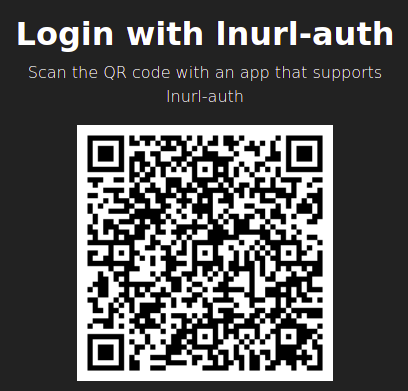 Login with lnurl-auth
Scan the QR code with an app that supports
lnurl-auth